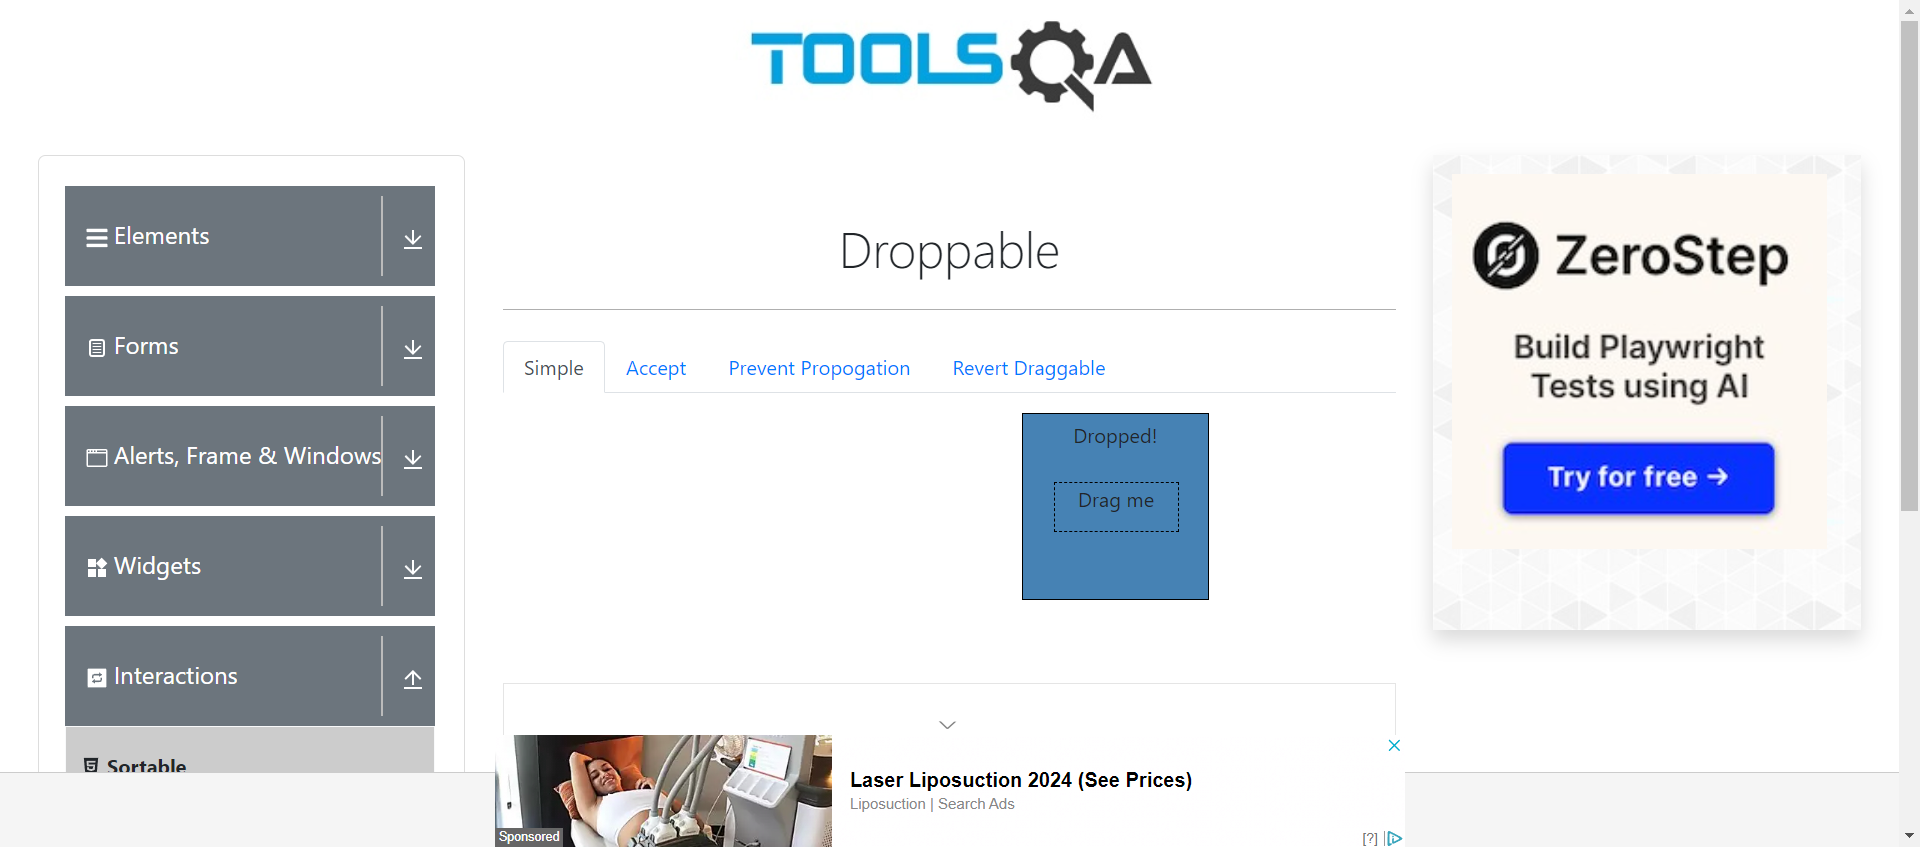 TOOLSQA
Elements
Forms
Alerts, Frame & Windows
Widgets
Interactions
Sortable
Droppable
Simple
Accept
Prevent Propogation
Revert Draggable
Dropped!
Drag me
ZeroStep
Build Playwright
Tests using AI
Try for free →
Laser Liposuction 2024 (See Prices)
Liposuction | Search Ads
Sponsored
[?]